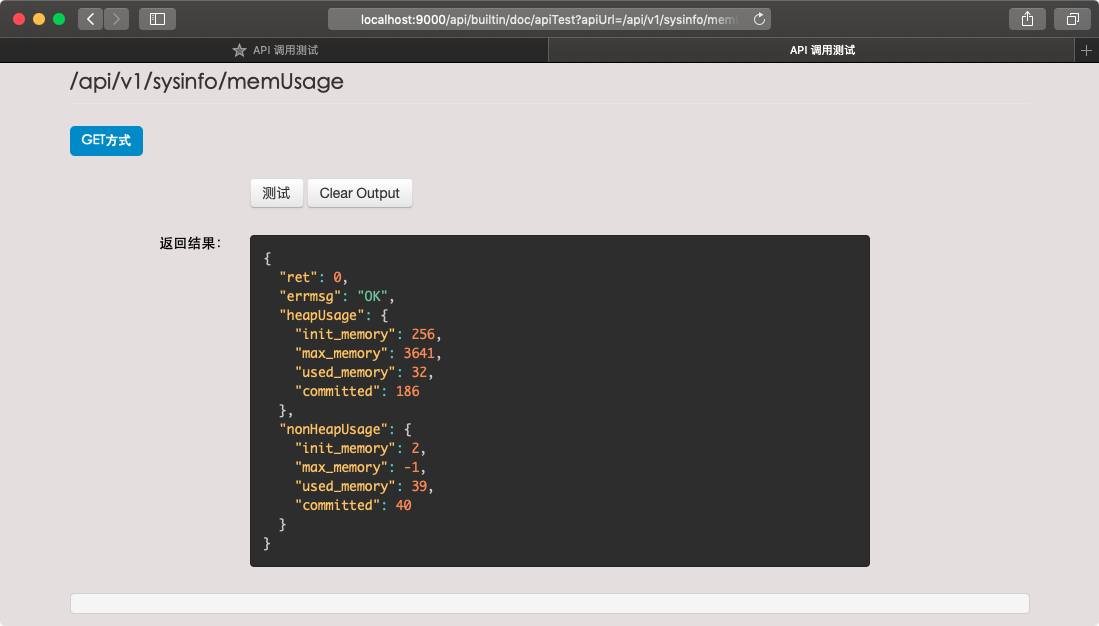 localhost:9000/api/builtin/doc/apiTest?apiUrl=/api/v1/sysinfo/mem
API 调用测试
API 调用测试
/api/v1/sysinfo/memUsage
GET方式
测试
Clear Output
返回结果：
{
"ret": 0,
"errmsg": "OK",
"heapUsage": {
"init_memory": 256,
"max_memory": 3641,
"used_memory": 32,
"committed": 186
},
"nonHeapUsage": {
"init_memory": 2,
"max_memory": -1,
"used_memory": 39,
"committed": 40
}
}